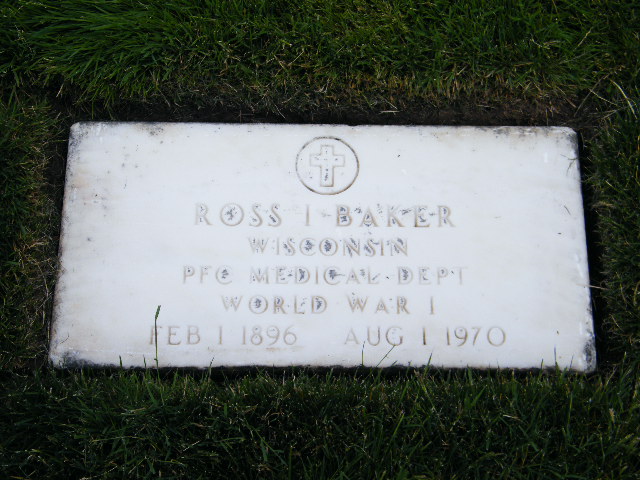 ROSS I BAKER
WISCONSIN
PFC MEDICAL DEPT
WORLD WAR I
FEB 1 1896 AUG 1 1970